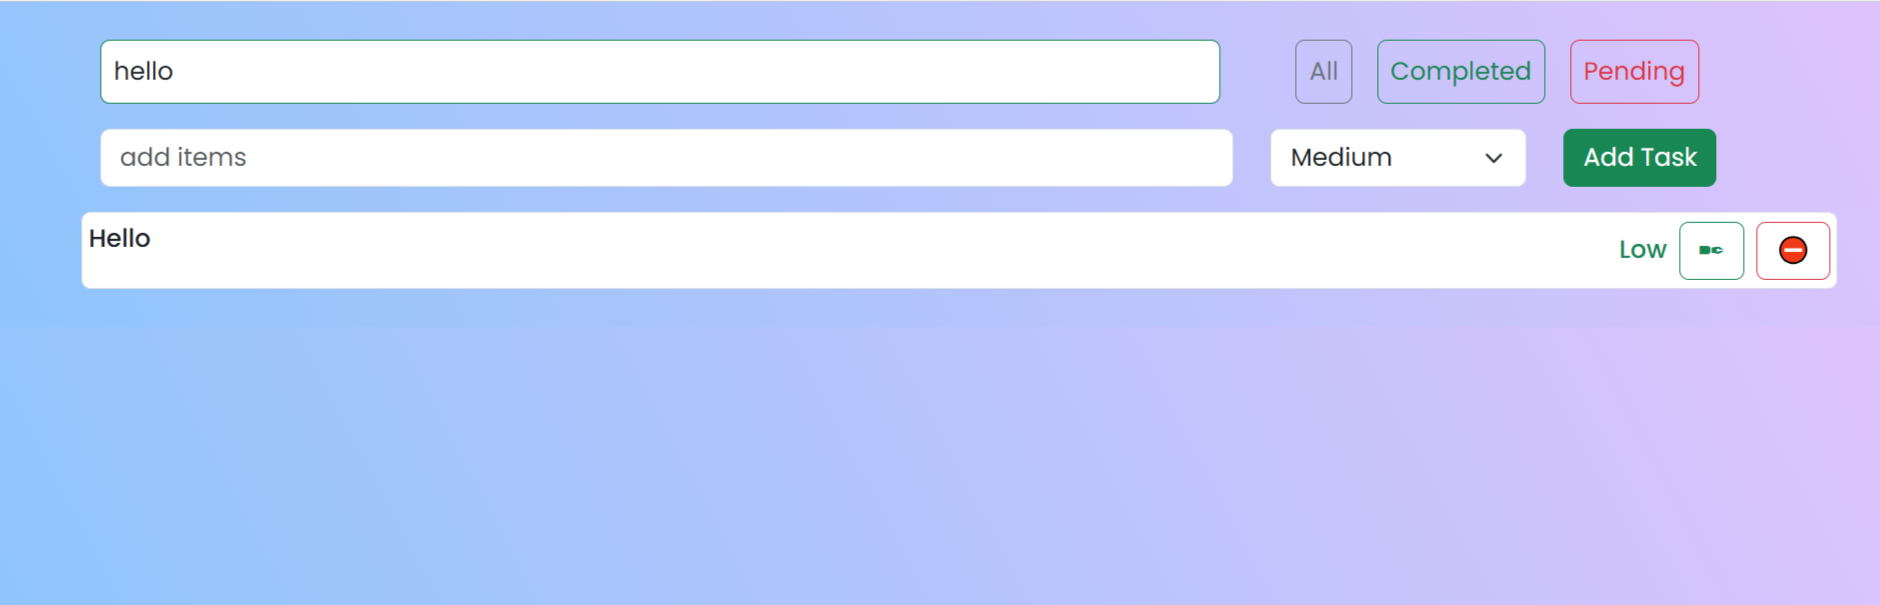 hello All Completed Pending
add items Medium Add Task
Hello Low